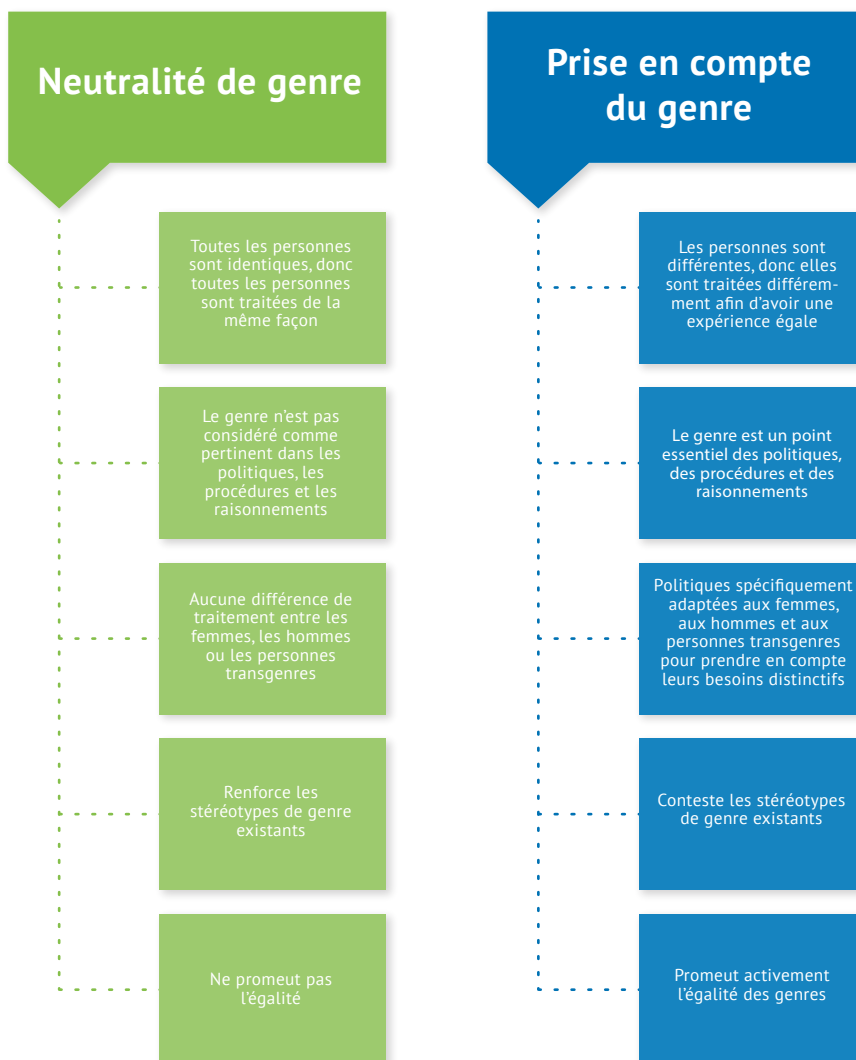 Neutralité de genre
Toutes les personnes
sont identiques, donc
toutes les personnes
sont traitées de la
même façon
Le genre n'est pas
considéré comme
pertinent dans les
politiques, les
procédures et les
raisonnements
Aucune différence de
traitement entre les
femmes, les hommes
ou les personnes
transgenres
Renforce les
stéréotypes de genre
existants
Ne promeut pas
l'égalité
Prise en compte
du genre
Les personnes sont
différentes, donc elles
sont traitées différem-
ment afin d'avoir une
expérience égale
Le genre est un point
essentiel des politiques,
des procédures et des
raisonnements
Politiques spécifiquement
adaptées aux femmes,
aux hommes et aux
personnes transgenres
pour prendre en compte
leurs besoins distinctifs
Conteste les stéréotypes
de genre existants
Promeut activement
l'égalité des genres